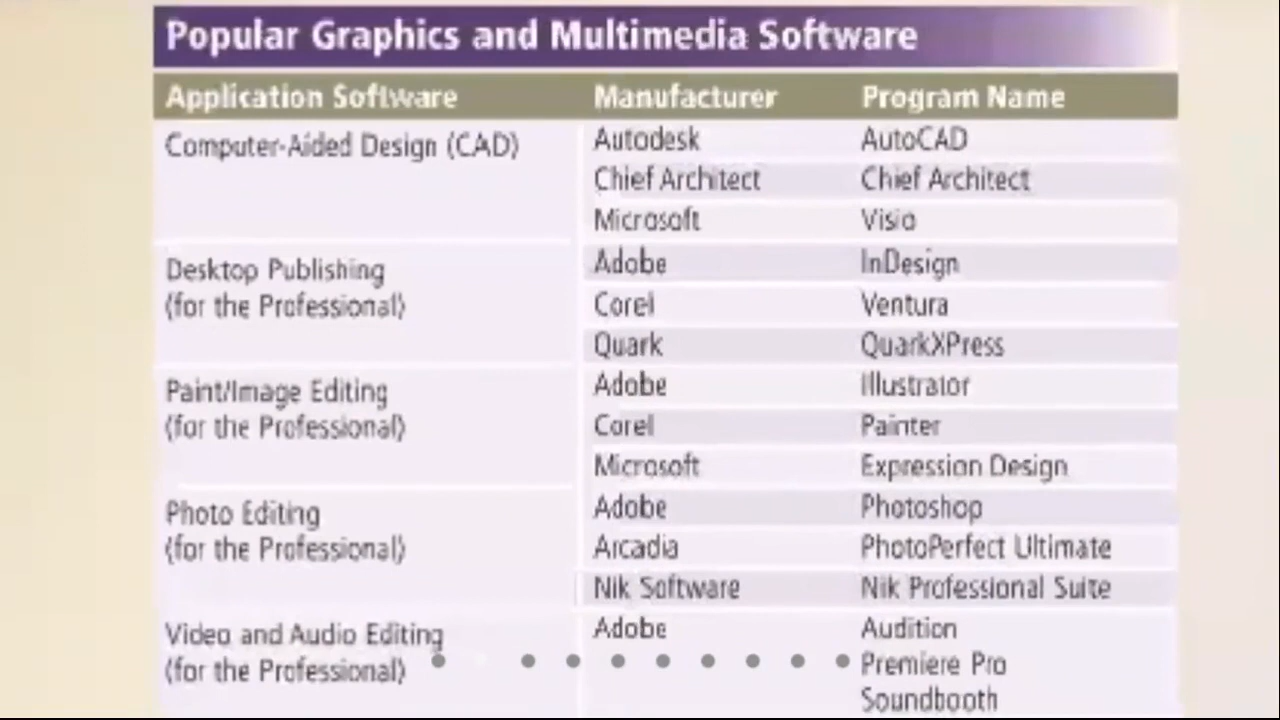 Popular Graphics and Multimedia Software
Application Software Manufacturer Program Name
Computer-Aided Design (CAD) Autodesk AutoCAD
Chief Architect Chief Architect
Microsoft Visio
Desktop Publishing Adobe InDesign
(for the Professional) Corel Ventura
Quark QuarkXPress
Paint/Image Editing Adobe Illustrator
(for the Professional) Corel Painter
Microsoft Expression Design
Photo Editing Adobe Photoshop
(for the Professional) Arcadia PhotoPerfect Ultimate
Nik Software Nik Professional Suite
Video and Audio Editing Adobe Audition
(for the Professional) Premiere Pro
Soundbooth